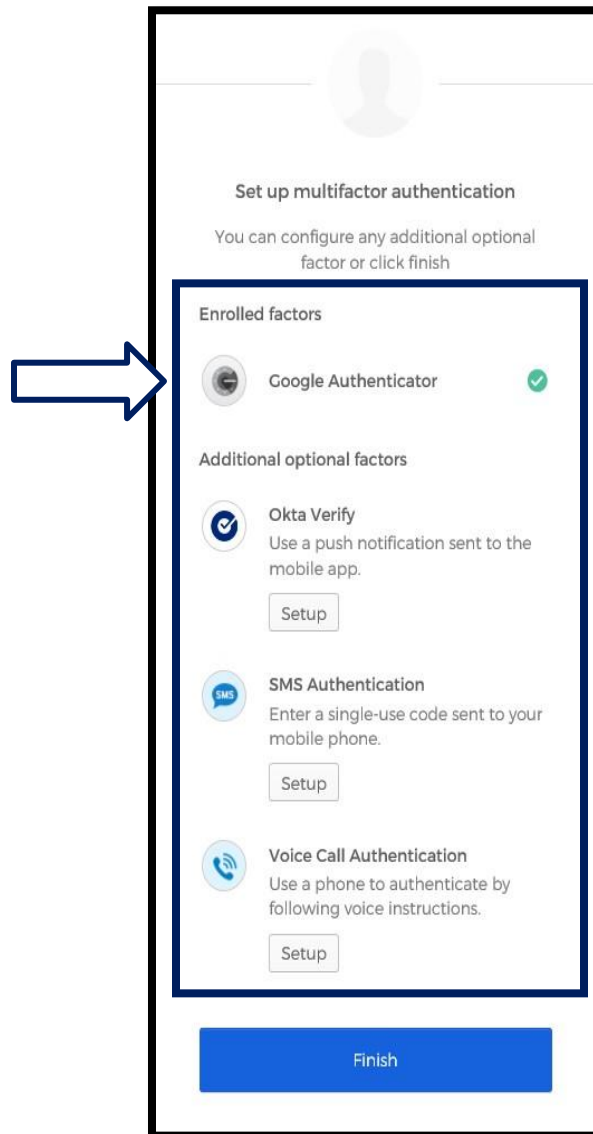 Set up multifactor authentication
You can configure any additional optional
factor or click finish
Enrolled factors
Google Authenticator
Additional optional factors
Okta Verify
Use a push notification sent to the
mobile app.
Setup
SMS
SMS Authentication
Enter a single-use code sent to your
mobile phone.
Setup
Voice Call Authentication
Use a phone to authenticate by
following voice instructions.
Setup
Finish